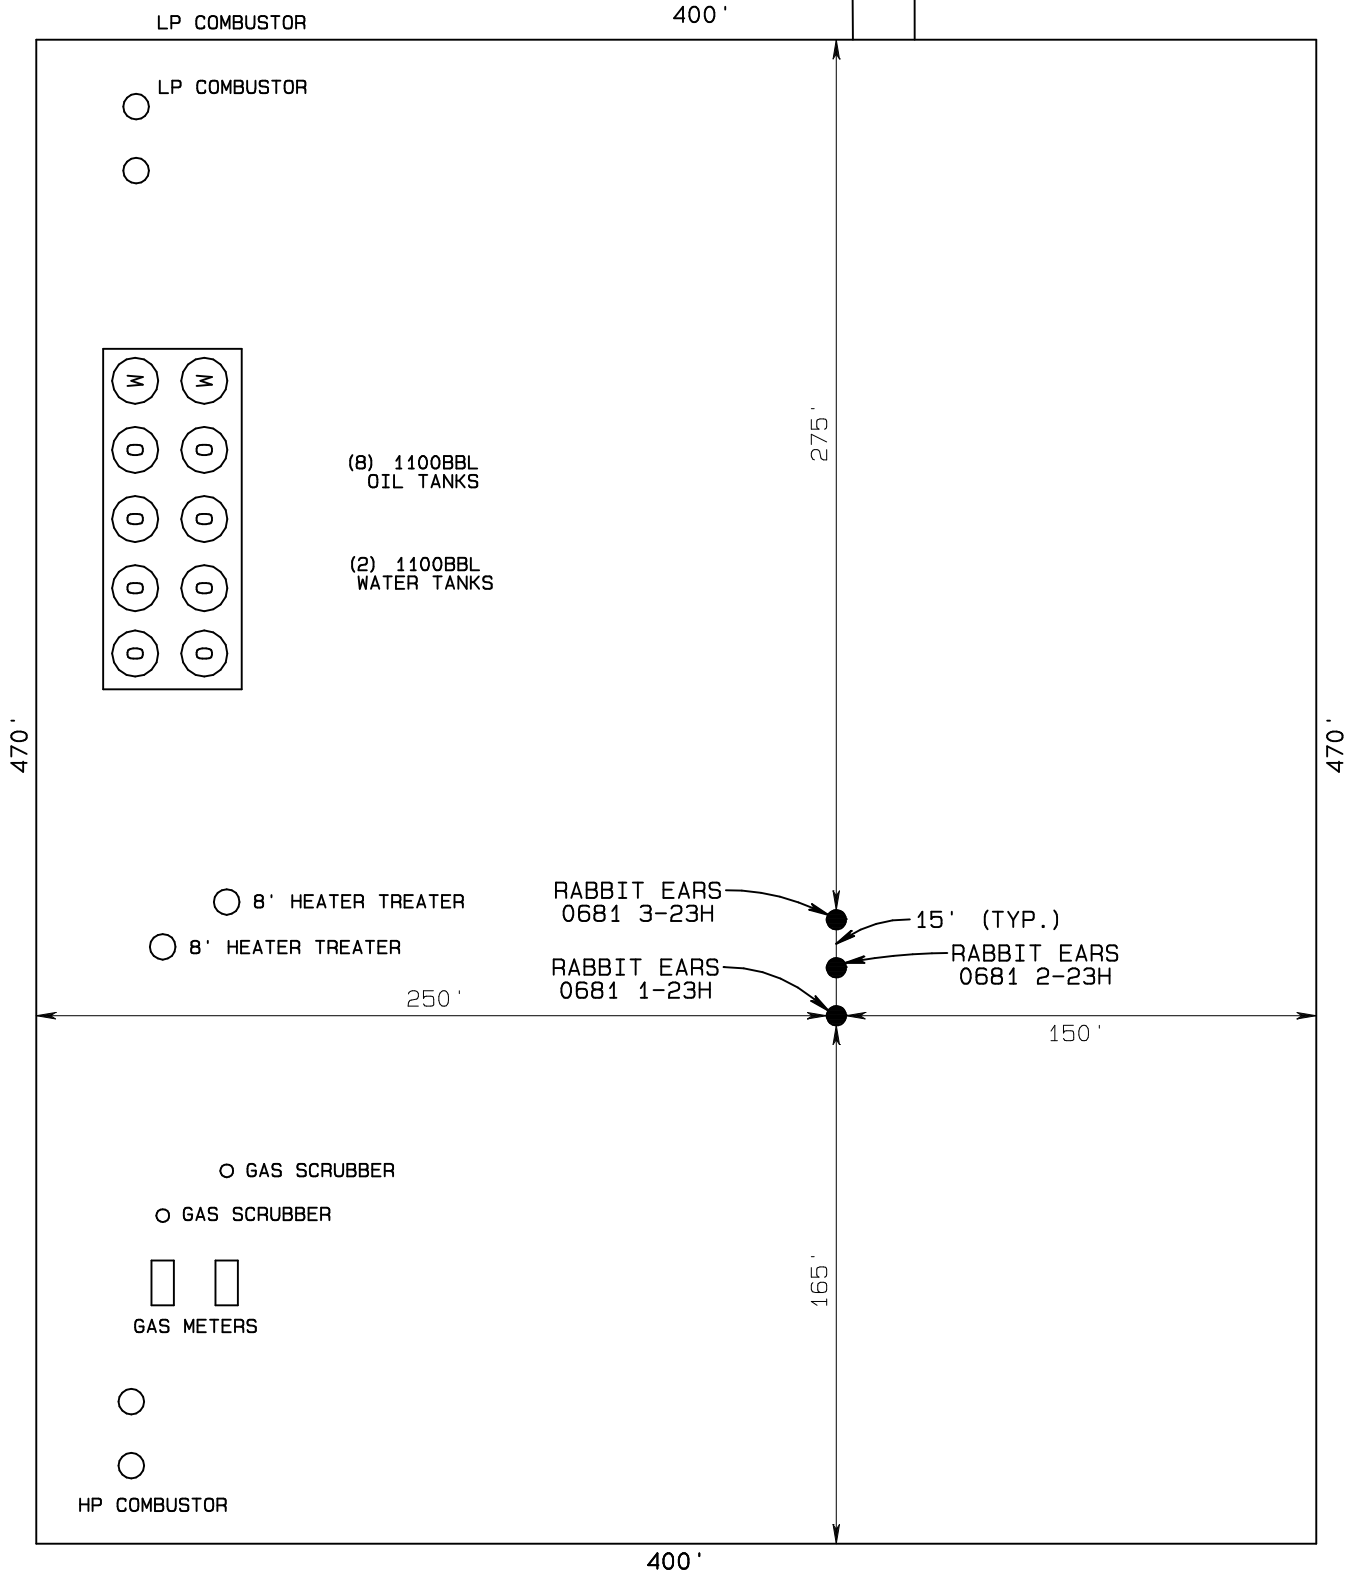 LP COMBUSTOR
400'
LP COMBUSTOR
W W
O O
O O
O O
O O
(8) 1100BBL
OIL TANKS
(2) 1100BBL
WATER TANKS
275'
470'
470'
8' HEATER TREATER
8' HEATER TREATER
RABBIT EARS
0681 3-23H
15' (TYP.)
RABBIT EARS
0681 2-23H
RABBIT EARS
0681 1-23H
250'
150'
GAS SCRUBBER
GAS SCRUBBER
165'
GAS METERS
HP COMBUSTOR
400'